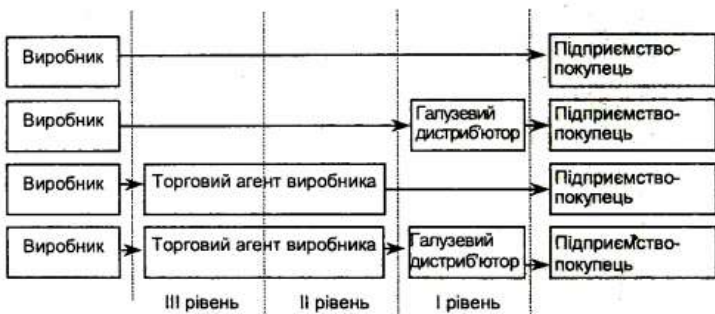 Виробник
Підприємство-
покупець
Виробник
Галузевий
дистриб'ютор
Підприємство-
покупець
Виробник
Торговий агент виробника
Підприємство-
покупець
Виробник
Торговий агент виробника
Галузевий
дистриб'ютор
Підприємство-
покупець
III рівень
II рівень
I рівень